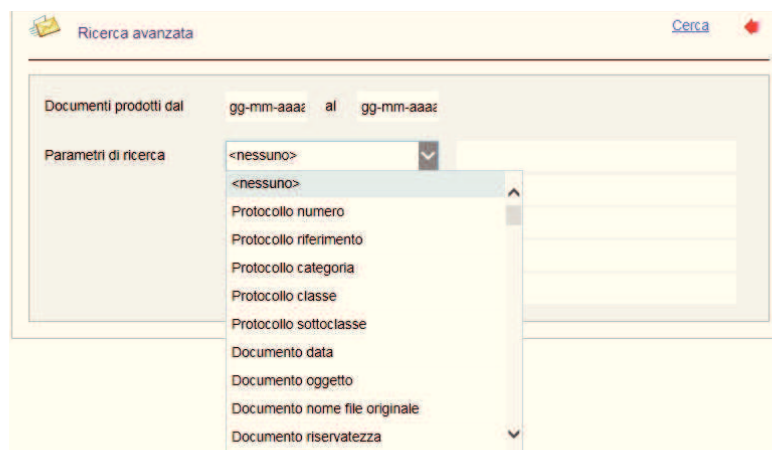 Ricerca avanzata Cerca
Documenti prodotti dal gg-mm-aaaa al gg-mm-aaaa
Parametri di ricerca <nessuno>
<nessuno>
Protocollo numero
Protocollo riferimento
Protocollo categoria
Protocollo classe
Protocollo sottoclasse
Documento data
Documento oggetto
Documento nome file originale
Documento riservatezza